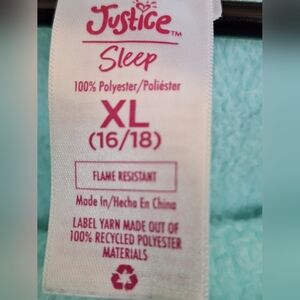 Justice™
Sleep
100% Polyester/Poliéster
XL
(16/18)
FLAME RESISTANT
Made in/Hecho En China
LABEL YARN MADE OUT OF
100% RECYCLED POLYESTER
MATERIALS